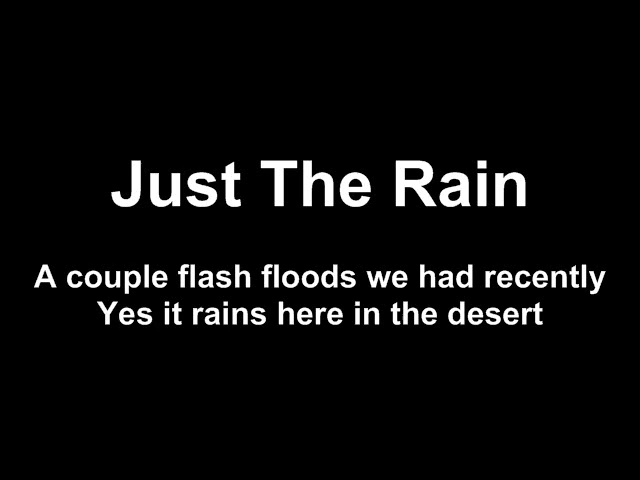 Just The Rain
A couple flash floods we had recently
Yes it rains here in the desert